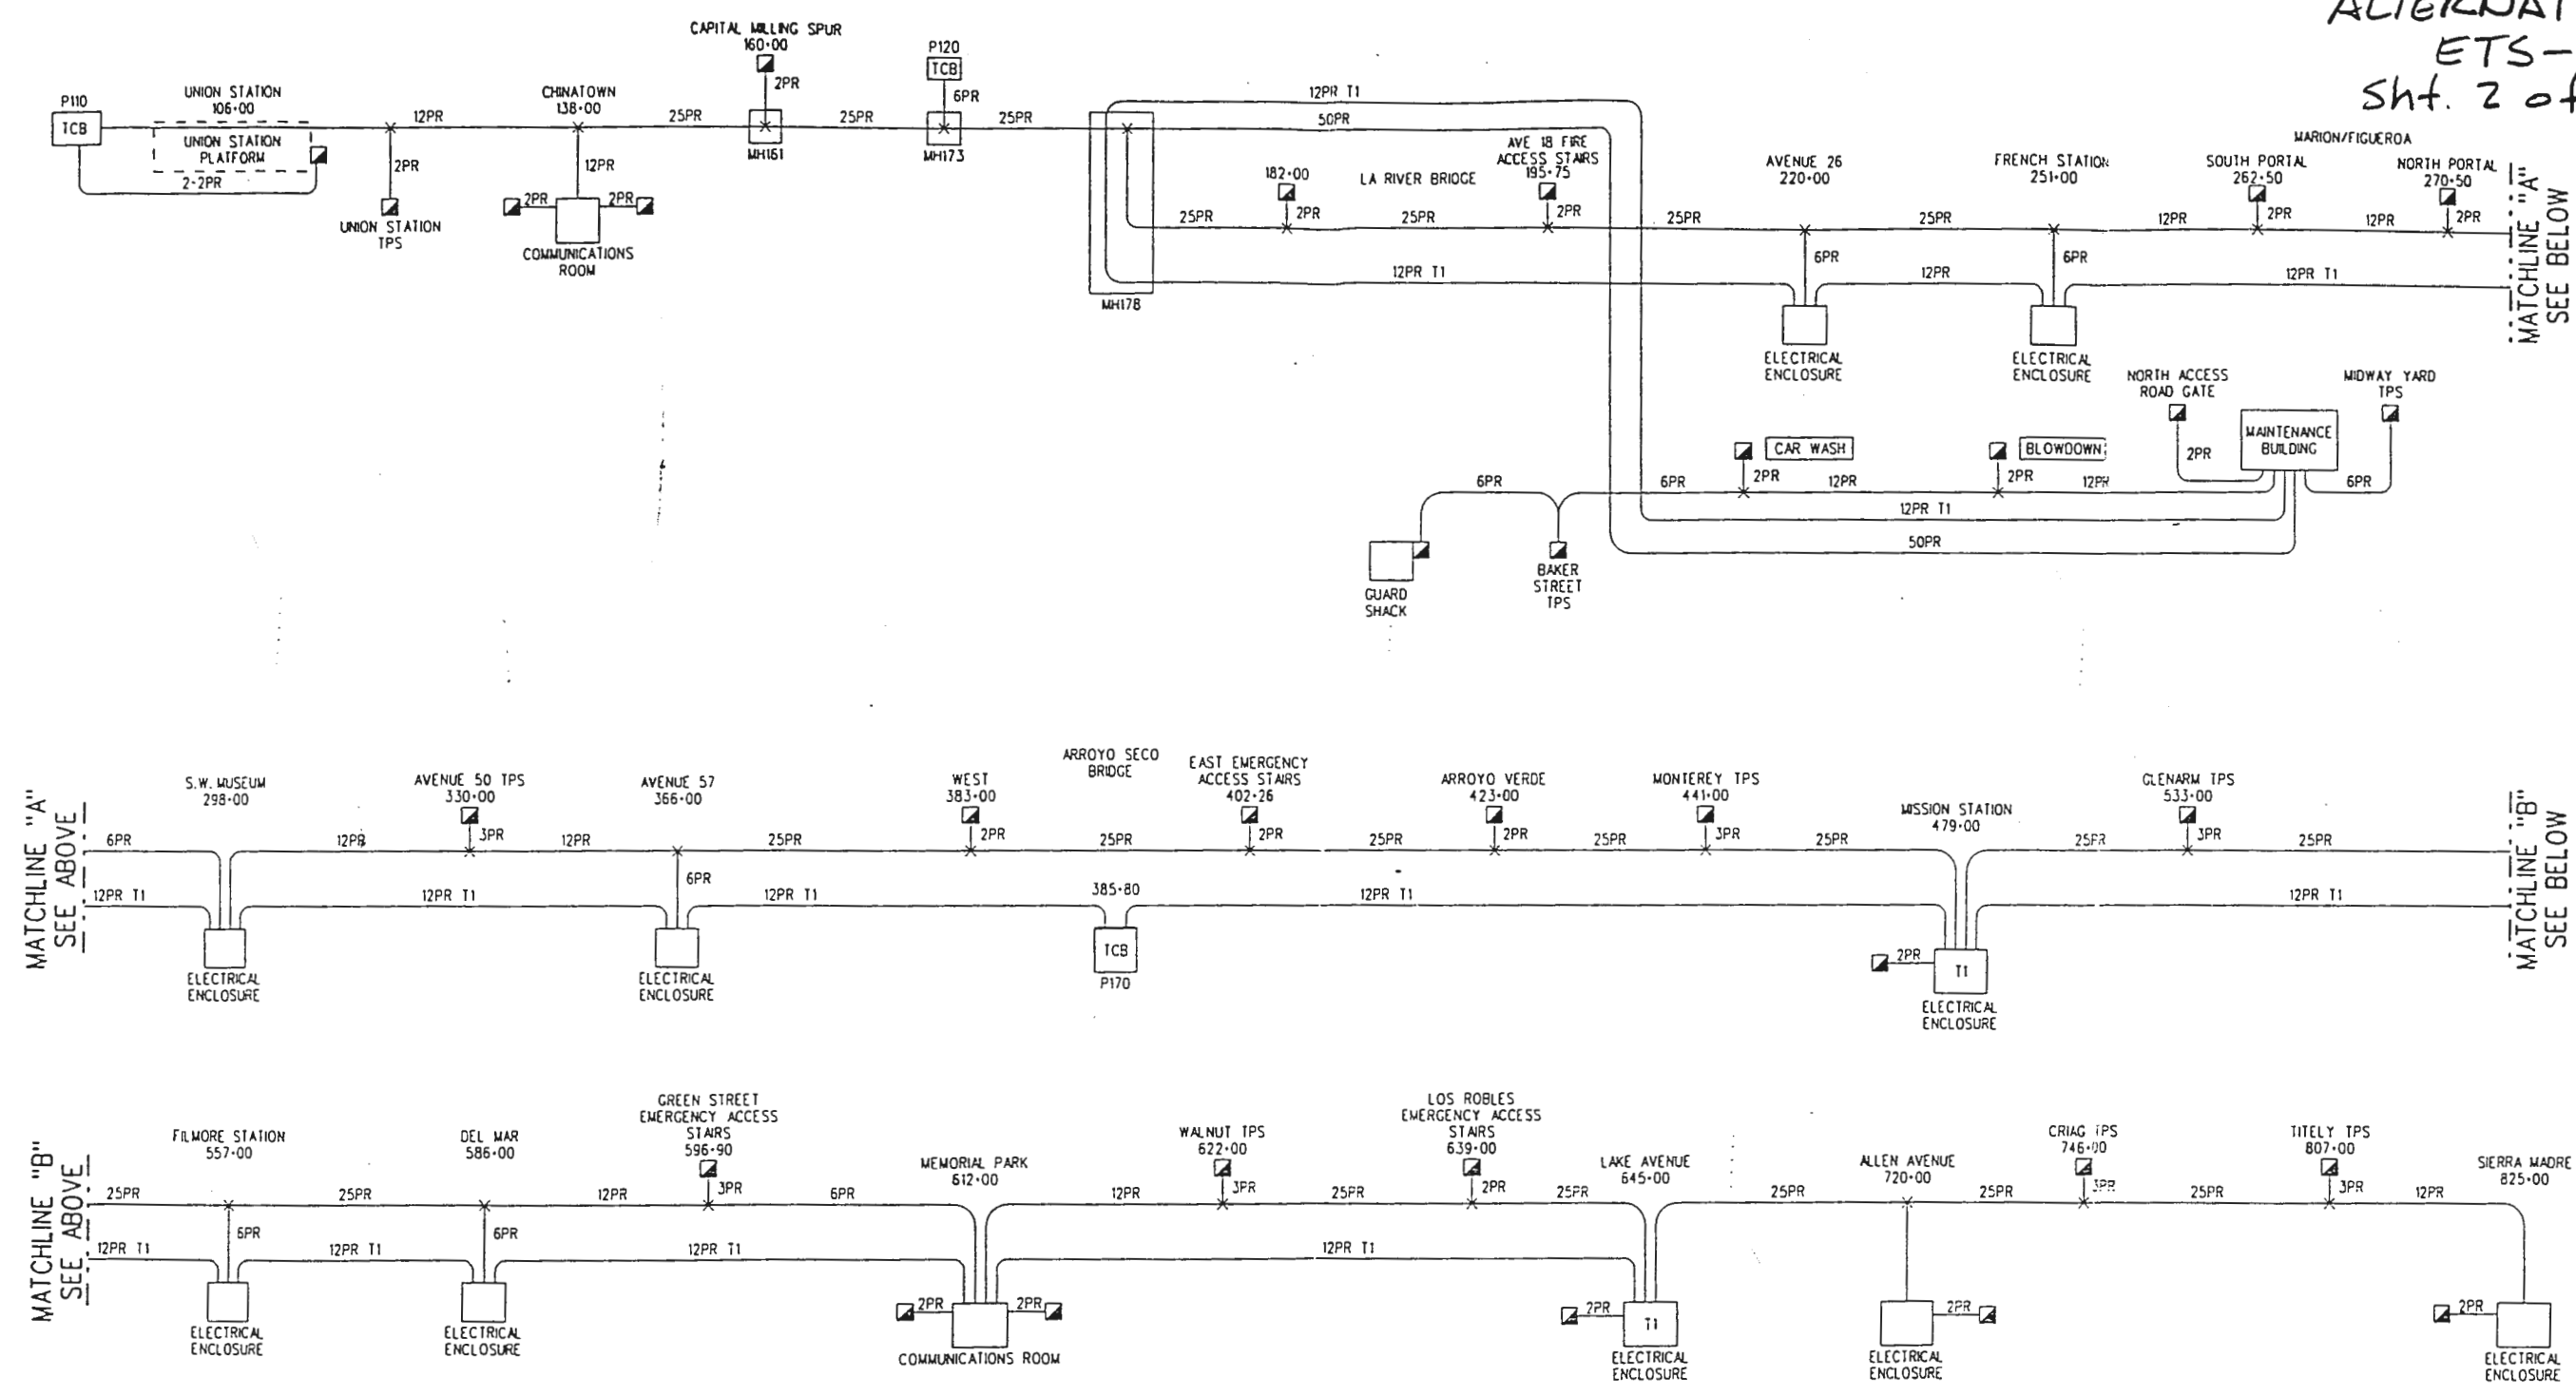 ETS-
Sht. 2 of
CAPITAL MILLING SPUR
160+00
2PR
P120
TCB
6PR
P110
TCB
UNION STATION
106+00
UNION STATION
PLATFORM
2-2PR
12PR
2PR
UNION STATION
TPS
CHINATOWN
138+00
12PR
2PR
2PR
COMMUNICATIONS
ROOM
25PR
MH161
25PR
MH173
25PR
MH178
12PR T1
50PR
182+00
2PR
LA RIVER BRIDGE
AVE 18 FIRE
ACCESS STAIRS
195+75
2PR
25PR
25PR
25PR
AVENUE 26
220+00
25PR
FRENCH STATION
251+00
12PR
MARION/FIGUEROA
SOUTH PORTAL
262+50
2PR
12PR
NORTH PORTAL
270+50
2PR
MATCHLINE "A"
SEE BELOW
12PR T1
6PR
12PR
6PR
12PR T1
ELECTRICAL
ENCLOSURE
ELECTRICAL
ENCLOSURE
NORTH ACCESS
ROAD GATE
2PR
MAINTENANCE
BUILDING
MIDWAY YARD
TPS
6PR
CAR WASH
2PR
BLOWDOWN
2PR
6PR
6PR
12PR
12PR
12PR T1
50PR
GUARD
SHACK
BAKER
STREET
TPS
MATCHLINE "A"
SEE ABOVE
S.W. MUSEUM
298+00
AVENUE 50 TPS
330+00
3PR
AVENUE 57
366+00
WEST
383+00
2PR
ARROYO SECO
BRIDGE
EAST EMERGENCY
ACCESS STAIRS
402+26
2PR
ARROYO VERDE
423+00
2PR
MONTEREY TPS
441+00
3PR
MISSION STATION
479+00
GLENARM TPS
533+00
3PR
6PR
12PR
12PR
25PR
25PR
25PR
25PR
25PR
25PR
25PR
12PR T1
12PR T1
6PR
12PR T1
385+80
12PR T1
12PR T1
ELECTRICAL
ENCLOSURE
ELECTRICAL
ENCLOSURE
TCB
P170
2PR
T1
ELECTRICAL
ENCLOSURE
MATCHLINE "B"
SEE BELOW
MATCHLINE "B"
SEE ABOVE
FILMORE STATION
557+00
DEL MAR
586+00
GREEN STREET
EMERGENCY ACCESS
STAIRS
596+90
3PR
MEMORIAL PARK
612+00
WALNUT TPS
622+00
3PR
LOS ROBLES
EMERGENCY ACCESS
STAIRS
639+00
2PR
LAKE AVENUE
645+00
ALLEN AVENUE
720+00
CRIAG TPS
746+00
3PR
TITELY TPS
807+00
3PR
SIERRA MADRE
825+00
25PR
25PR
12PR
6PR
12PR
25PR
25PR
25PR
25PR
25PR
12PR
12PR T1
6PR
12PR T1
6PR
12PR T1
12PR T1
ELECTRICAL
ENCLOSURE
ELECTRICAL
ENCLOSURE
2PR
2PR
COMMUNICATIONS ROOM
2PR
T1
ELECTRICAL
ENCLOSURE
2PR
ELECTRICAL
ENCLOSURE
2PR
ELECTRICAL
ENCLOSURE